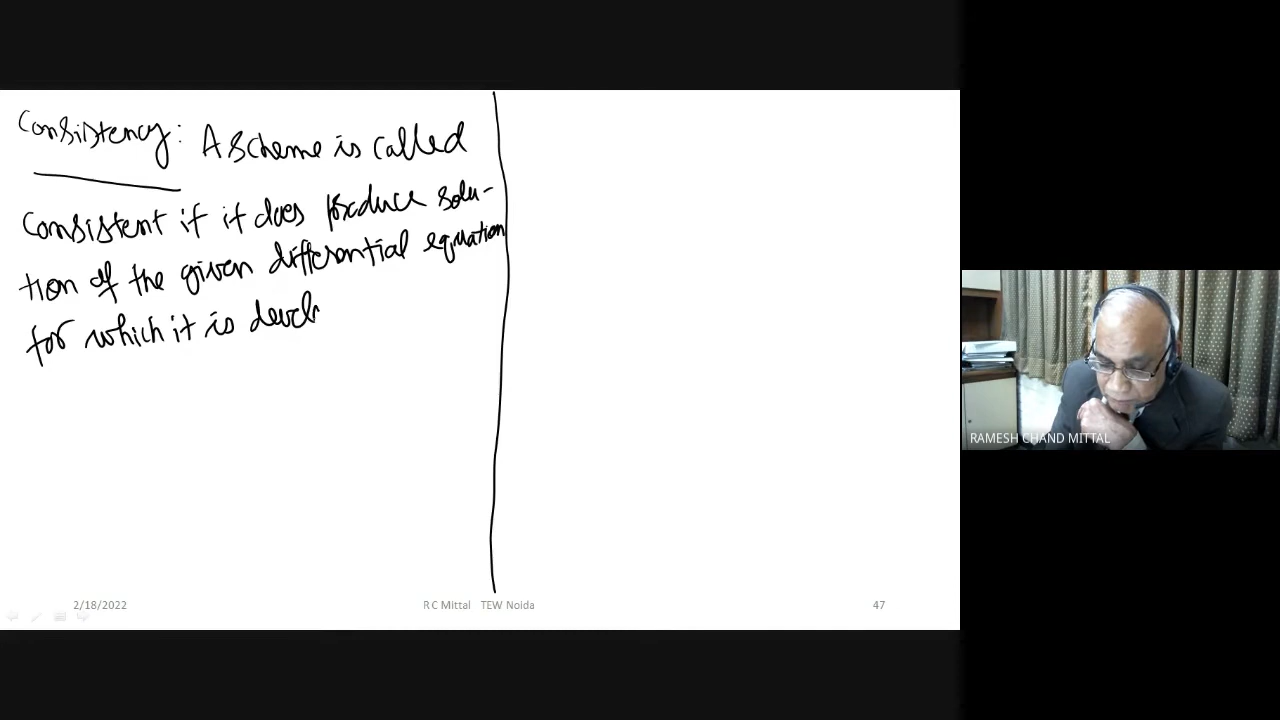 Consistency: A Scheme is called
Consistent if it does produce solu-
tion of the given differential equation
for which it is devel
2/18/2022
R C Mittal TEW Noida
47
RAMESH CHAND MITTAL